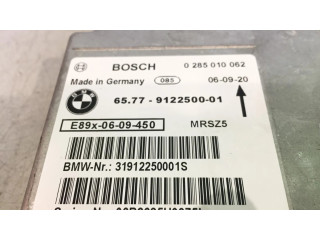 BOSCH 0 285 010 062
Made in Germany 085 06-09-20
BMW
65.77 - 9122500-01
E89x-06-09-450 MRSZ5
BMW-Nr.: 31912250001S